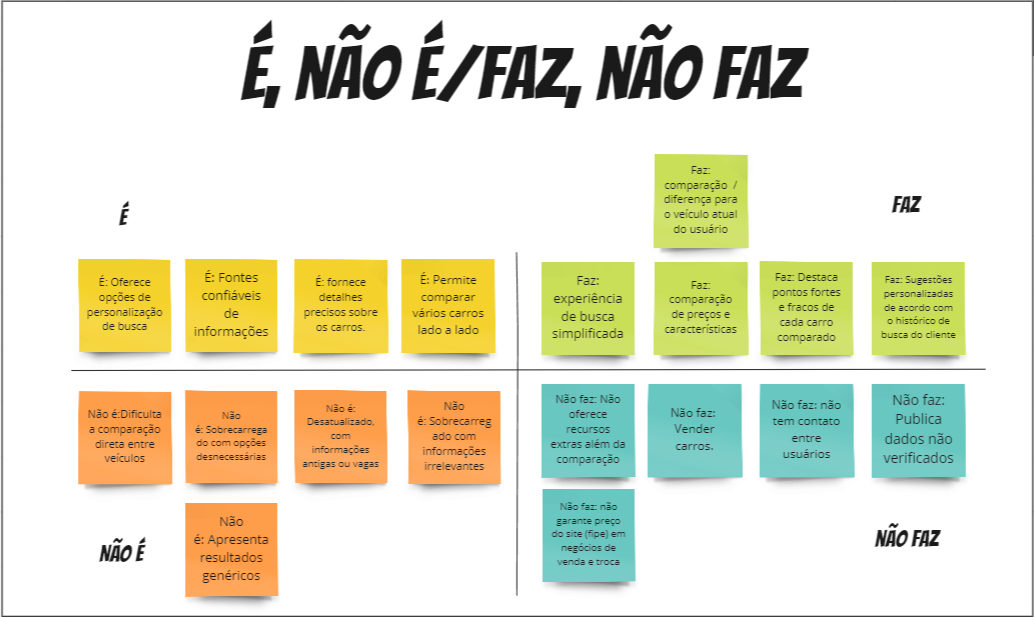 É, NÃO É/FAZ, NÃO FAZ
É
FAZ
Faz:
comparação /
diferença para
o veículo atual
do usuário
É: Oferece
opções de
personalização
de busca
É: Fontes
confiáveis
de
informações
É: fornece
detalhes
precisos sobre
os carros.
É: Permite
comparar
vários carros
lado a lado
Faz:
experiência
de busca
simplificada
Faz:
comparação
de preços e
características
Faz: Destaca
pontos fortes
e fracos de
cada carro
comparado
Faz: Sugestões
personalizadas
de acordo com
o histórico de
busca do cliente
Não é:Dificulta
a comparação
direta entre
veículos
Não
é: Sobrecarrega
do com opções
desnecessárias
Não é:
Desatualizado,
com
informações
antigas ou vagas
Não
é: Sobrecarreg
ado com
informações
irrelevantes
Não faz: Não
oferece
recursos
extras além da
comparação
Não faz:
Vender
carros.
Não faz: não
tem contato
entre
usuários
Não faz:
Publica
dados não
verificados
NÃO É
Não
é: Apresenta
resultados
genéricos
Não faz: não
garante preço
do site (fipe) em
negócios de
venda e troca
NÃO FAZ